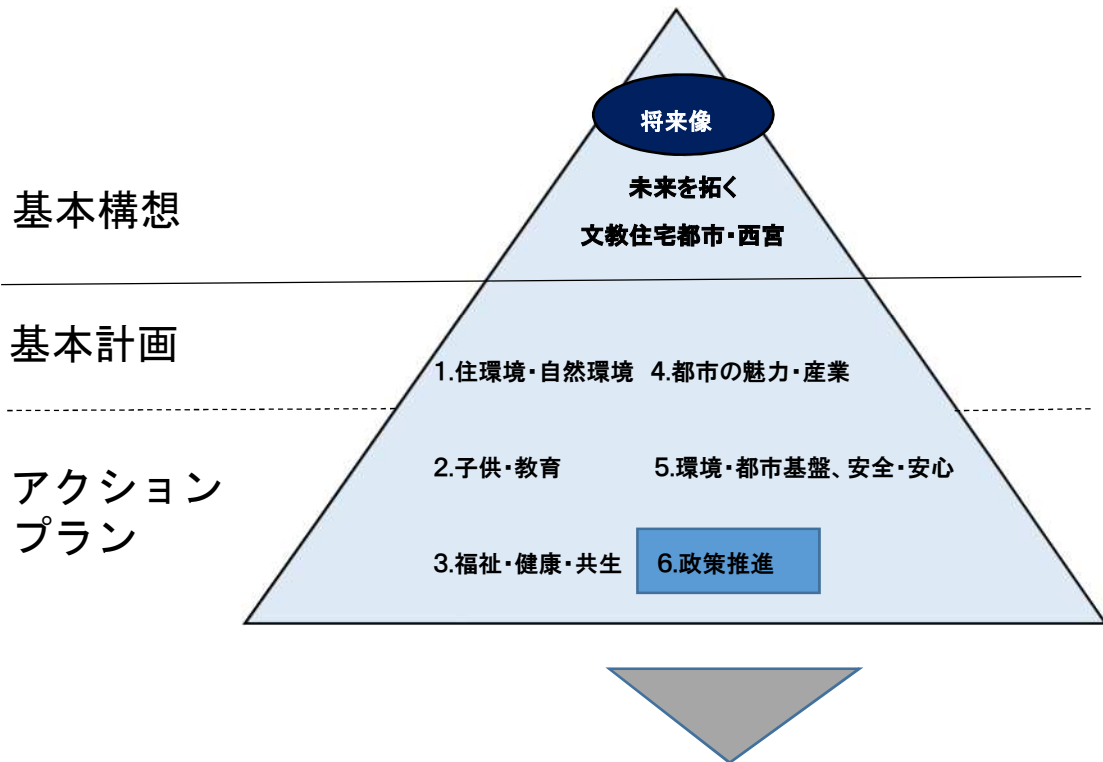 将来像
未来を拓く
文教住宅都市・西宮
基本構想
基本計画
1.住環境・自然環境
4.都市の魅力・産業
アクション
プラン
2.子供・教育
5.環境・都市基盤、安全・安心
3.福祉・健康・共生
6.政策推進